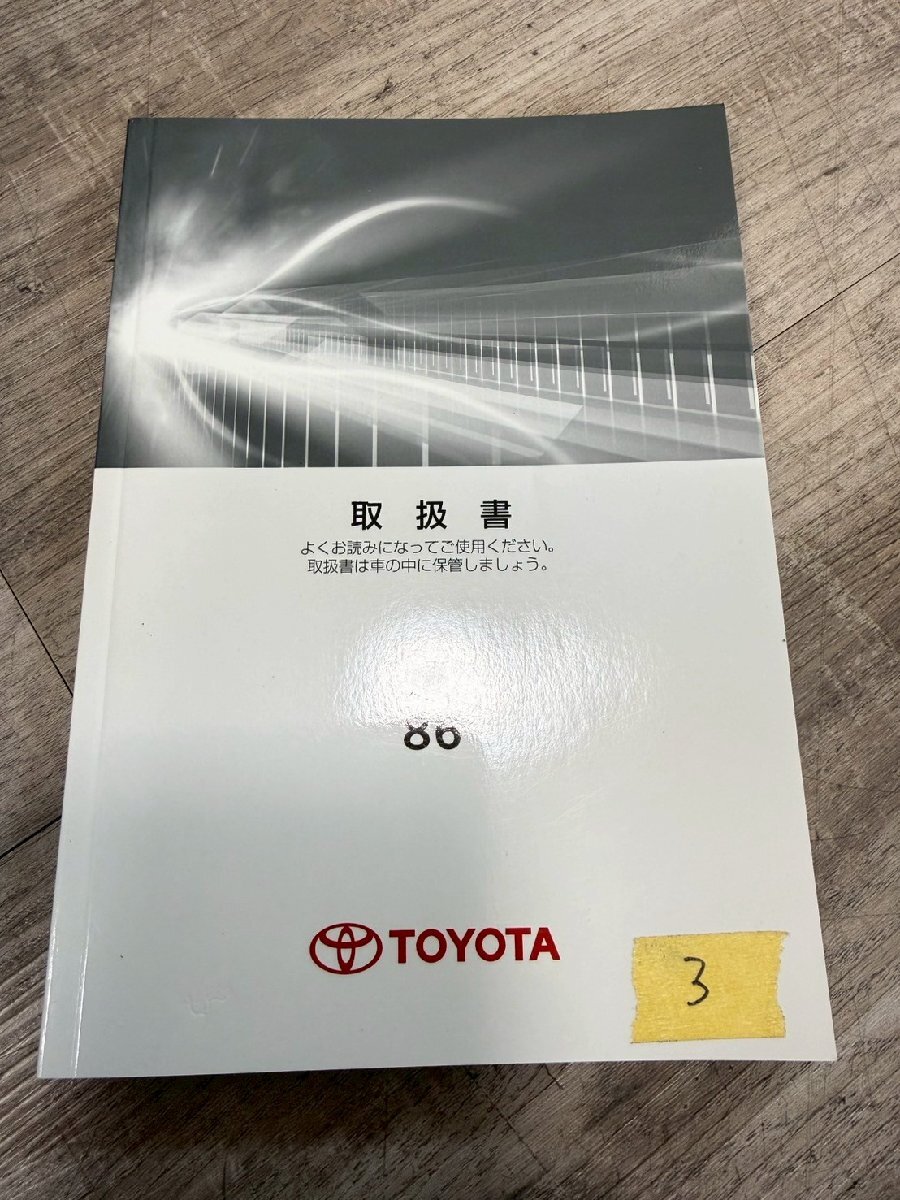 取扱書
よくお読みになってご使用ください。
取扱書は車の中に保管しましょう。
86
TOYOTA
3